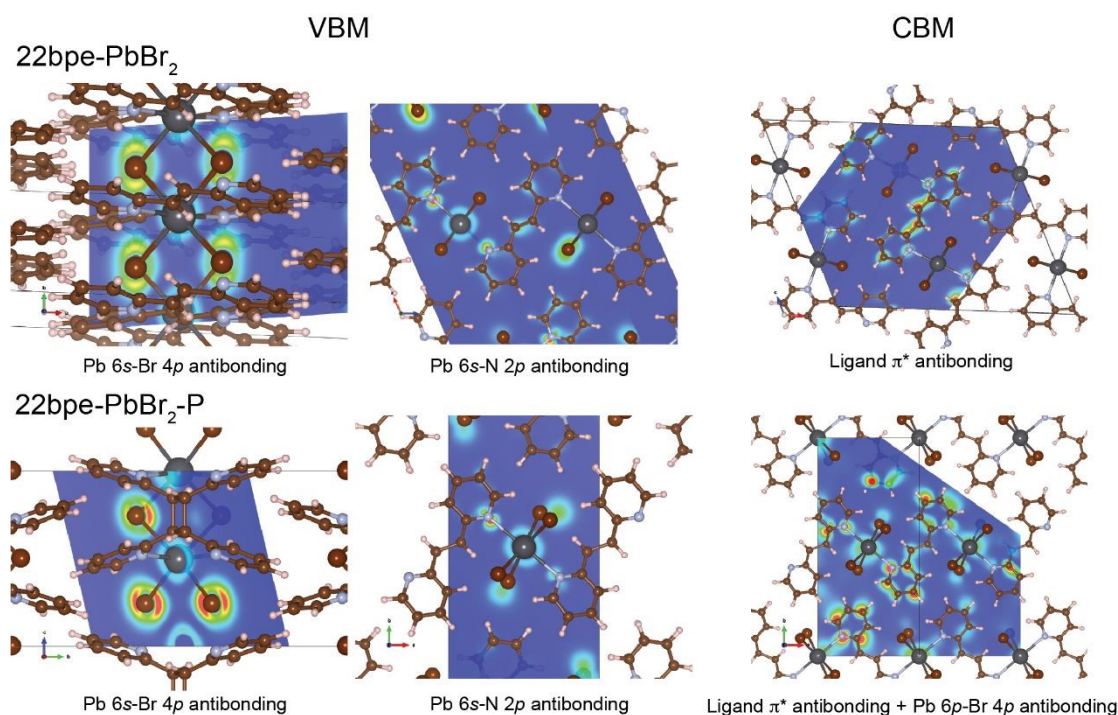 VBM
CBM
22bpe-PbBr2
Pb 6s-Br 4p antibonding
Pb 6s-N 2p antibonding
Ligand π* antibonding
22bpe-PbBr2-P
Pb 6s-Br 4p antibonding
Pb 6s-N 2p antibonding
Ligand π* antibonding + Pb 6p-Br 4p antibonding